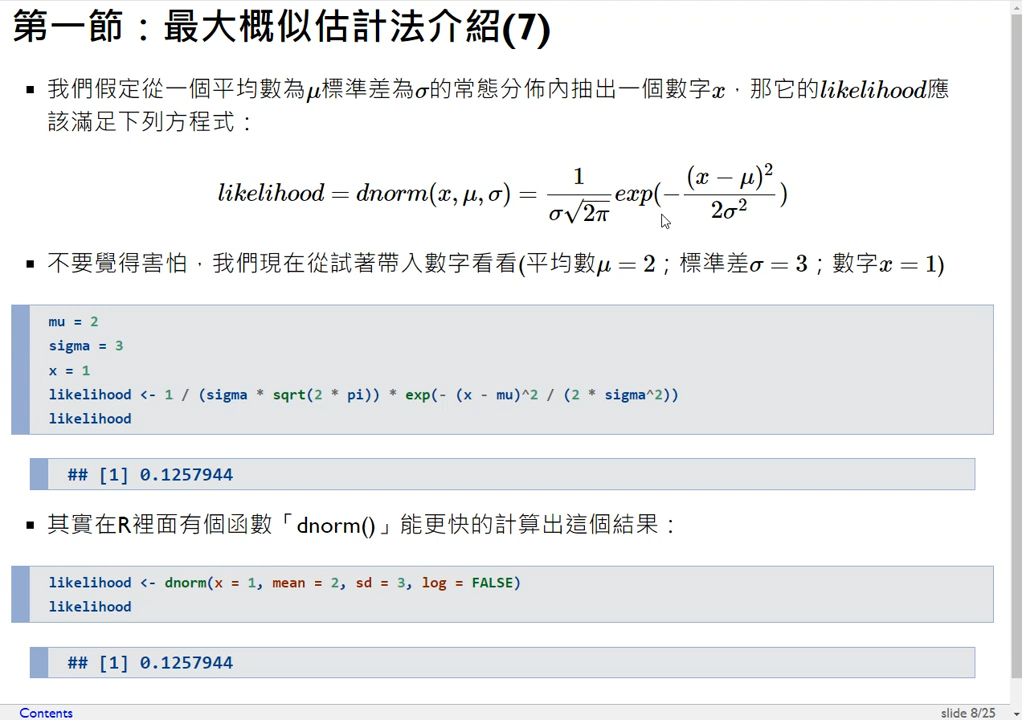 第一節：最大概似估計法介紹(7)
▪ 我們假定從一個平均數為μ標準差為σ的常態分佈內抽出一個數字x，那它的likelihood應
該滿足下列方程式：
likelihood = dnorm(x, μ, σ) = \frac{1}{σ\sqrt{2π}} exp(-\frac{(x − μ)^2}{2σ^2})
▪ 不要覺得害怕，我們現在從試著帶入數字看看(平均數μ = 2；標準差σ = 3；數字x = 1)
mu = 2
sigma = 3
x = 1
likelihood <- 1 / (sigma * sqrt(2 * pi)) * exp(- (x - mu)^2 / (2 * sigma^2))
likelihood
## [1] 0.1257944
▪ 其實在R裡面有個函數「dnorm()」能更快的計算出這個結果：
likelihood <- dnorm(x = 1, mean = 2, sd = 3, log = FALSE)
likelihood
## [1] 0.1257944
Contents
slide 8/25